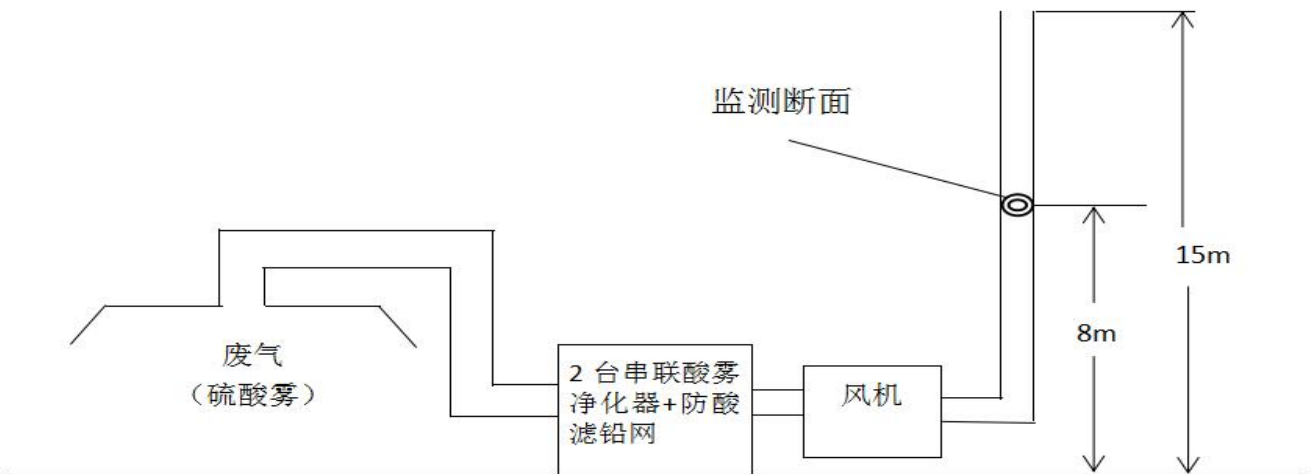 监测断面
15m
8m
废气
（硫酸雾）
2 台串联酸雾
净化器+防酸
滤铅网
风机